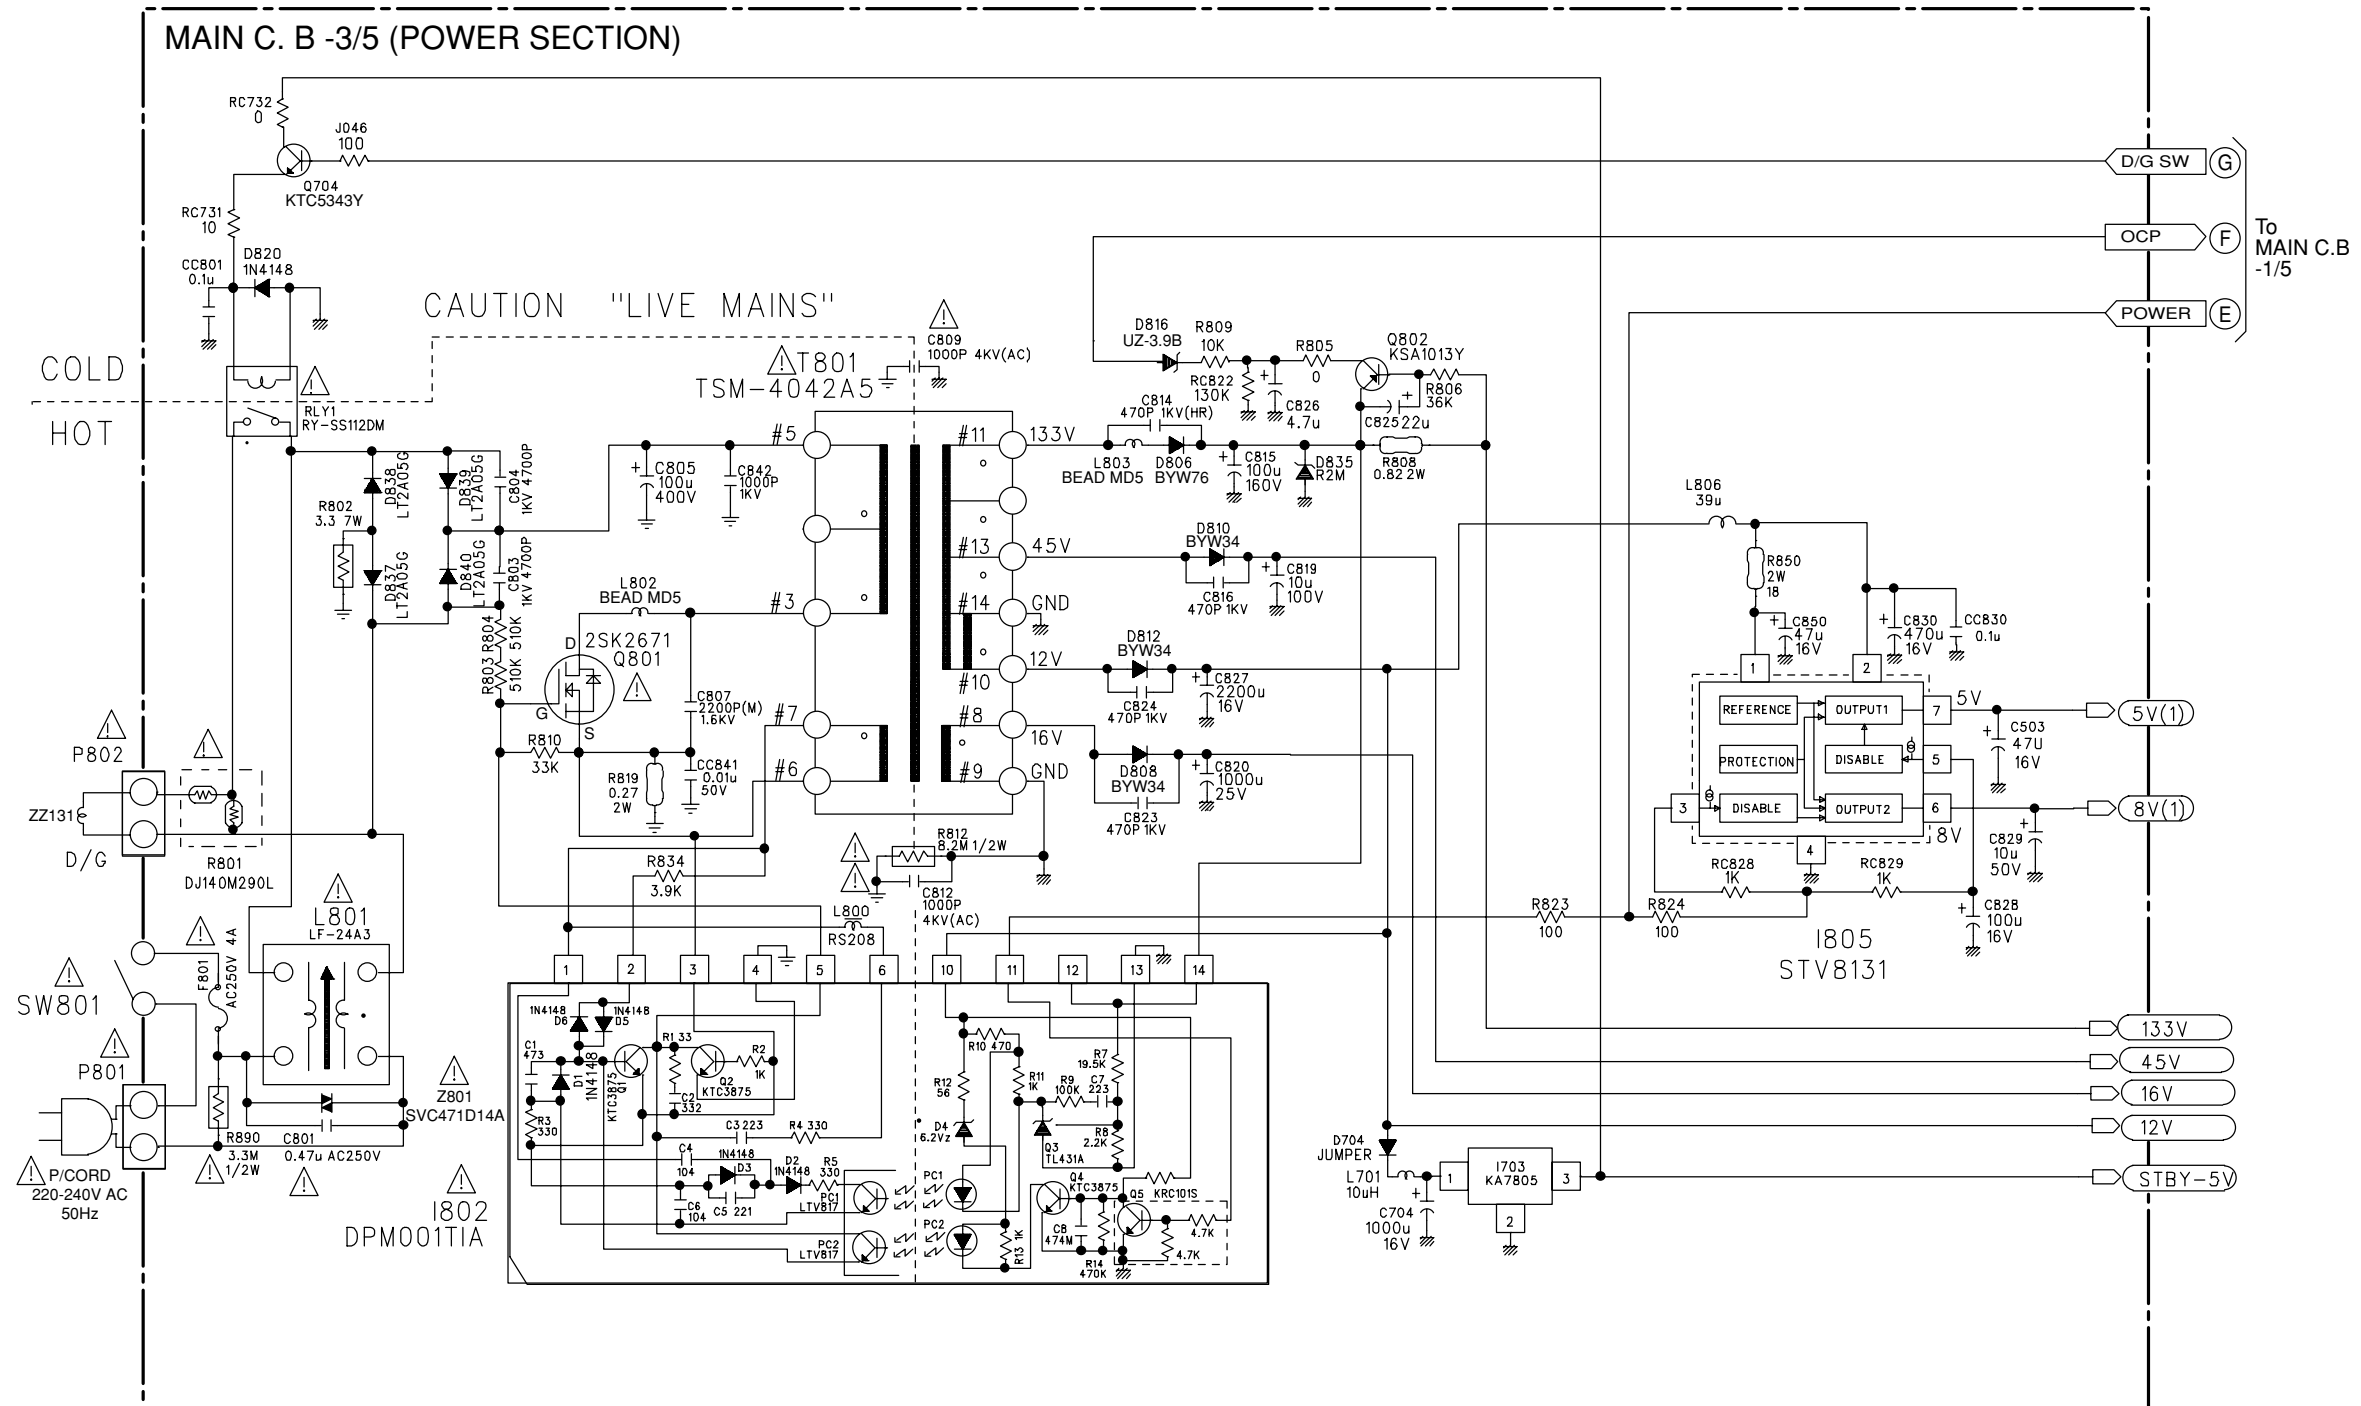 MAIN C. B -3/5 (POWER SECTION)
RC732
0
J046
100
Q704
KTC5343Y
RC731
10
D820
1N4148
CC801
0.1u
CAUTION "LIVE MAINS"
COLD
HOT
RLY1
RY-SS112DM
D/G SW
G
OCP
F
POWER
E
To
MAIN C.B
-1/5
T801
TSM-4042A5
C809
1000P 4KV(AC)
D816
UZ-3.9B
R809
10K
RC822
130K
R805
0
Q802
KSA1013Y
R806
36K
C826
4.7u
C825 22u
C814
470P 1KV(HR)
L803
BEAD MD5
D806
BYW76
C815
100u
160V
D835
R2M
R808
0.82 2W
#5
#3
#7
#6
#11
133V
#13
45V
#14
GND
12V
#10
#8
16V
#9
GND
R802
3.3 7W
D838
LT2A05G
D839
LT2A05G
C804
1KV 4700P
D837
LT2A05G
D840
LT2A05G
C803
1KV 4700P
C805
100u
400V
C842
1000P
1KV
L802
BEAD MD5
R804
510K
R803
510K
D
2SK2671
Q801
G
S
R810
33K
R819
0.27
2W
C807
2200P(M)
1.6KV
CC841
0.01u
50V
D810
BYW34
C816
470P 1KV
C819
10u
100V
D812
BYW34
C824
470P 1KV
C827
2200u
16V
D808
BYW34
C823
470P 1KV
C820
1000u
25V
L806
39u
R850
2W
18
C850
47u
16V
C830
470u
16V
CC830
0.1u
1
2
REFERENCE
OUTPUT1
7
5V
PROTECTION
DISABLE
5
3
DISABLE
OUTPUT2
6
8V
4
C503
47U
16V
5V(1)
8V(1)
C829
10u
50V
RC828
1K
RC829
1K
C828
100u
16V
I805
STV8131
R823
100
R824
100
P802
ZZ131
D/G
R801
DJ140M290L
L801
LF-24A3
F801
AC250V 4A
SW801
P801
P/CORD
220-240V AC
50Hz
R890
3.3M
1/2W
C801
0.47u AC250V
Z801
SVC471D14A
R834
3.9K
R812
8.2M 1/2W
C812
1000P
4KV(AC)
L800
RS208
I802
DPM001TIA
1
2
3
4
5
6
10
11
12
13
14
1N4148
D6
1N4148
D5
C1
473
D1
1N4148
KTC3875
Q1
R1 33
Q2
KTC3875
R2
1K
C2
332
R3
330
C3 223
R4 330
C4
104
1N4148
D3
D2
1N4148
R5
330
C5 221
C6
104
PC1
LTV817
PC2
LTV817
PC1
PC2
R10 470
R12
56
D4
6.2Vz
R11
1K
R9
100K
C7
223
R7
19.5K
R8
2.2K
Q3
TL431A
Q4
KTC3875
Q5
KRC101S
C8
474M
R13 1K
R14
470K
4.7K
4.7K
133V
45V
16V
12V
STBY-5V
D704
JUMPER
L701
10uH
C704
1000u
16V
1
I703
KA7805
3
2